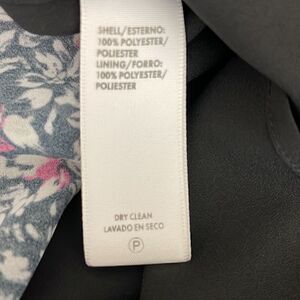 SHELL/ESTERNO:
100% POLYESTER/
POLIESTER
LINING/FORRO:
100% POLYESTER/
POLIESTER
DRY CLEAN
LAVADO EN SECO
P